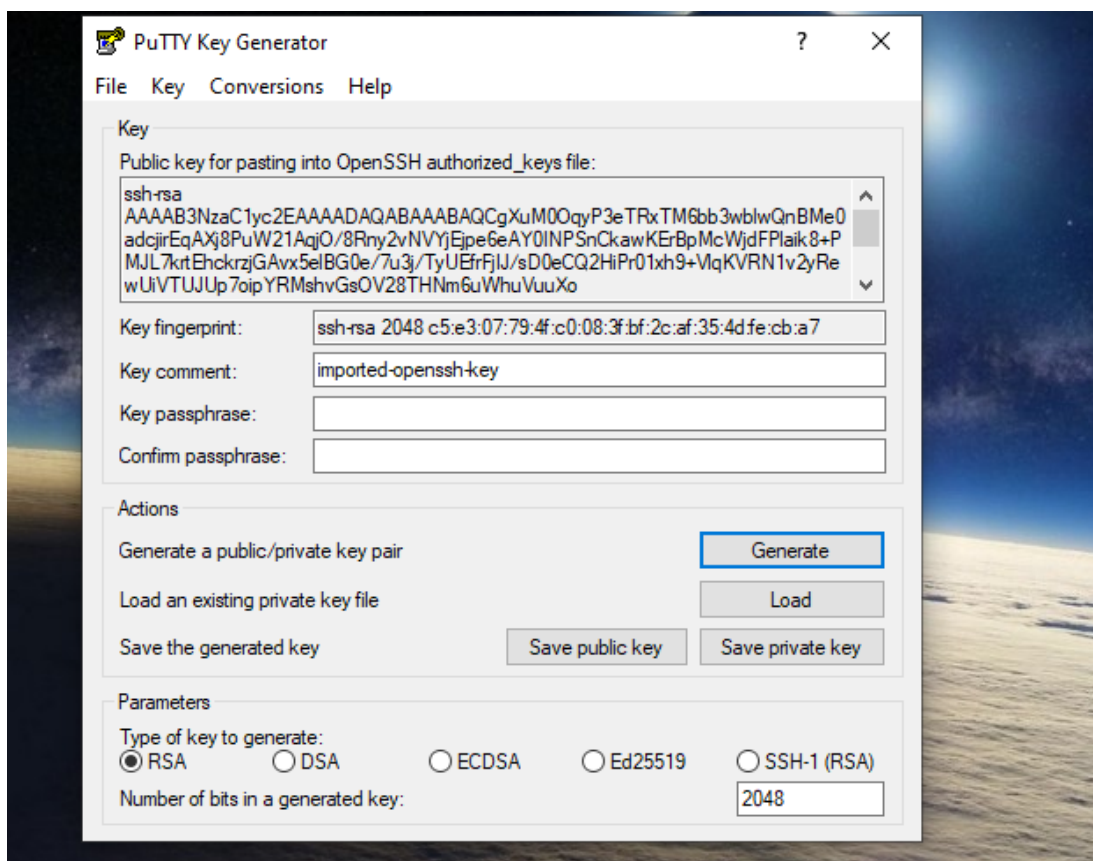 PuTTY Key Generator
? 
File Key Conversions Help
Key
Public key for pasting into OpenSSH authorized_keys file:
ssh-rsa
AAAAB3NzaC1yc2EAAAADAQABAAABAQCgXuM0OqyP3eTRxTM6bb3wblwQnBMe0
adcjirEqAXj8PuW21AqjO/8Rny2vNVYjEjpe6eAY0INPSnCkawKErBpMcWjdFPlaik8+P
MJL7krtEhckrzjGAvx5elBG0e/7u3j/TyUEfrFjIJ/sD0eCQ2HiPr01xh9+VlqKVRN1v2yRe
wUiVTUJUp7oipYRMshvGsOV28THNm6uWhuVuuXo
Key fingerprint: ssh-rsa 2048 c5:e3:07:79:4f:c0:08:3f:bf:2c:af:35:4d:fe:cb:a7
Key comment: imported-openssh-key
Key passphrase:
Confirm passphrase:
Actions
Generate a public/private key pair Generate
Load an existing private key file Load
Save the generated key Save public key Save private key
Parameters
Type of key to generate:
RSA DSA ECDSA Ed25519 SSH-1 (RSA)
Number of bits in a generated key: 2048